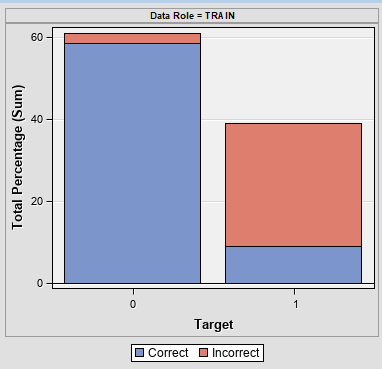 Data Role = TRAIN
Total Percentage (Sum)
60
40
20
0
0 1
Target
Correct Incorrect